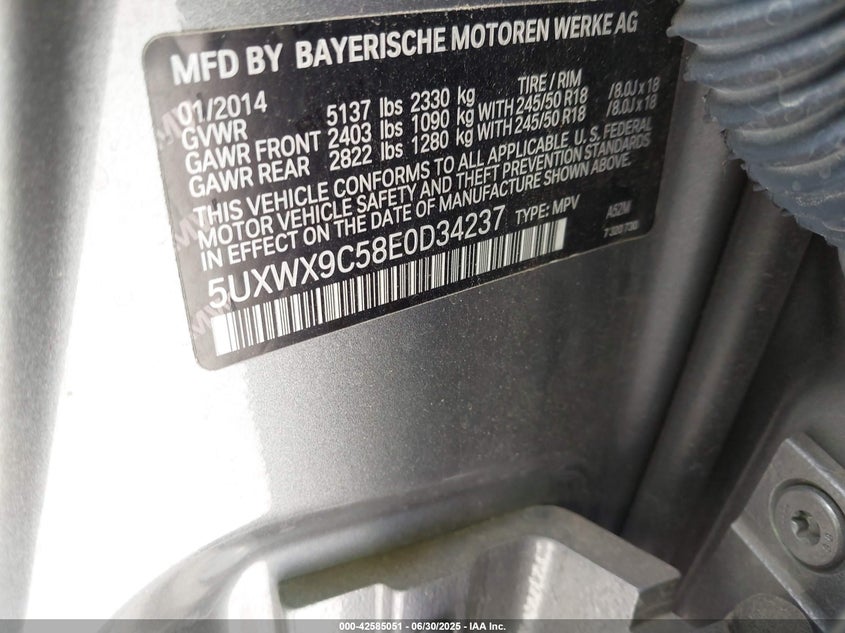 MFD BY BAYERISCHE MOTOREN WERKE AG
01/2014 TIRE / RIM
GVWR 5137 lbs 2330 kg
GAWR FRONT 2403 lbs 1090 kg WITH 245/50 R18 /8.0J x 18
GAWR REAR 2822 lbs 1280 kg WITH 245/50 R18 /8.0J x 18
THIS VEHICLE CONFORMS TO ALL APPLICABLE U. S. FEDERAL
MOTOR VEHICLE SAFETY AND THEFT PREVENTION STANDARDS
IN EFFECT ON THE DATE OF MANUFACTURE SHOWN ABOVE.
5UXWX9C58E0D34237 TYPE: MPV A52M
000-42585051 - 06/30/2025 - IAA Inc.